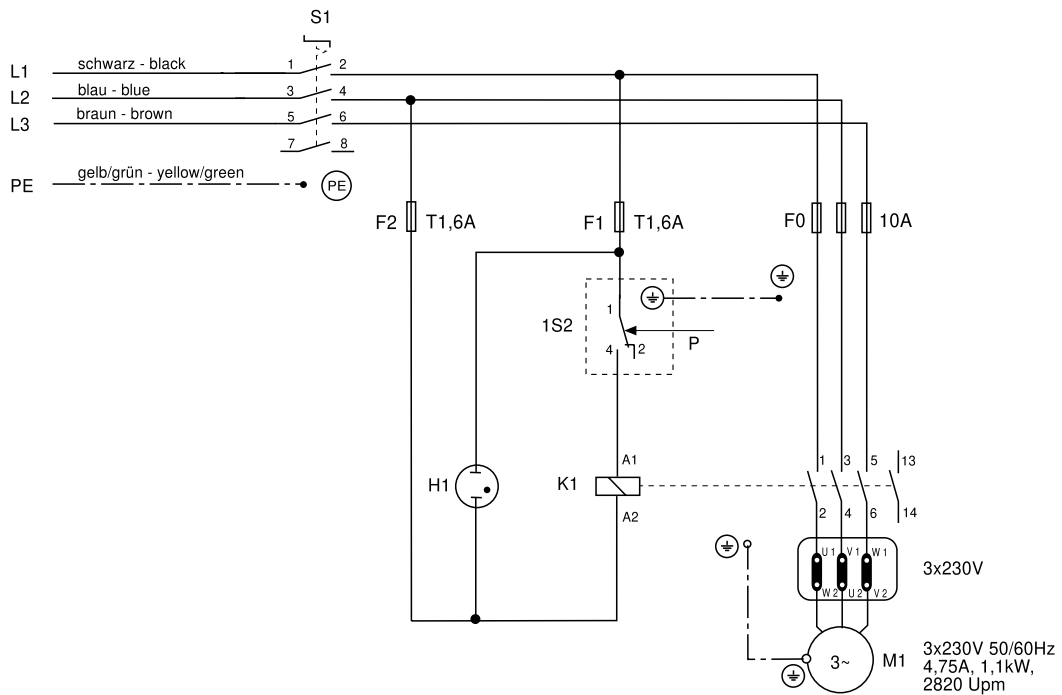 S1
L1 schwarz - black 1 2
L2 blau - blue 3 4
L3 braun - brown 5 6
7 8
PE gelb/grün - yellow/green PE
F2 T1,6A F1 T1,6A F0 10A
1
1S2
P
4 2
A1 1 3 5 13
H1 K1
A2 2 4 6 14
U1 V1 W1
3x230V
W2 U2 V2
3~ M1 3x230V 50/60Hz
4,75A, 1,1kW,
2820 Upm